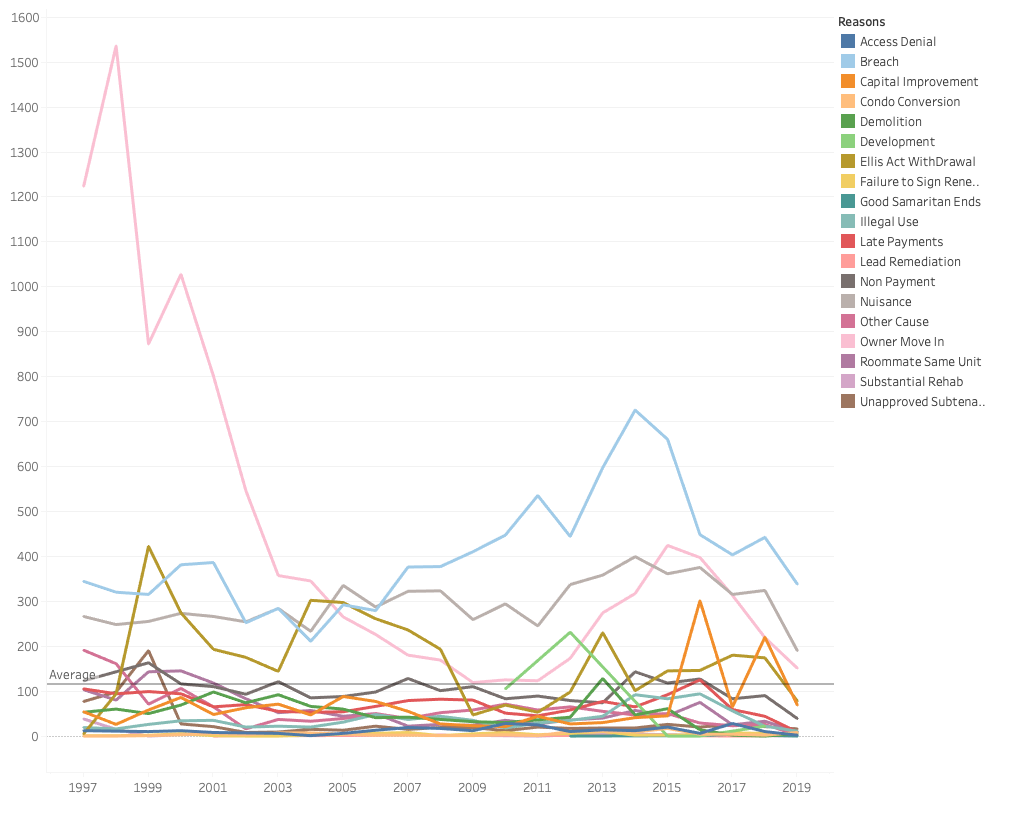 1600
1500
1400
1300
1200
1100
1000
900
800
700
600
500
400
300
200
100
0
Average
1997
1999
2001
2003
2005
2007
2009
2011
2013
2015
2017
2019
Reasons
Access Denial
Breach
Capital Improvement
Condo Conversion
Demolition
Development
Ellis Act WithDrawal
Failure to Sign Rene..
Good Samaritan Ends
Illegal Use
Late Payments
Lead Remediation
Non Payment
Nuisance
Other Cause
Owner Move In
Roommate Same Unit
Substantial Rehab
Unapproved Subtena..